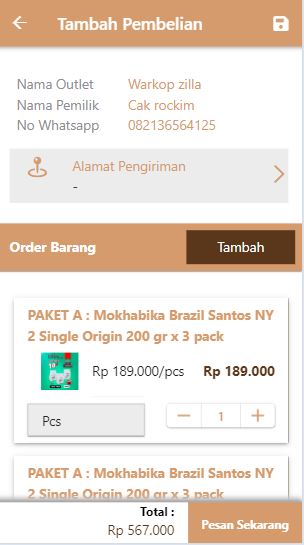 Tambah Pembelian
Nama Outlet Warkop zilla
Nama Pemilik Cak rockim
No Whatsapp 082136564125
Alamat Pengiriman
-
Order Barang Tambah
PAKET A : Mokhabika Brazil Santos NY
2 Single Origin 200 gr x 3 pack
Rp 189.000/pcs Rp 189.000
Pcs 1
PAKET A : Mokhabika Brazil Santos NY
2 Single Origin 200 gr x 3 pack
Total :
Rp 567.000 Pesan Sekarang